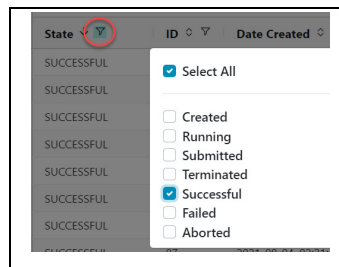 State ID Date Created
SUCCESSFUL
Select All
SUCCESSFUL
SUCCESSFUL
Created
Running
SUCCESSFUL
Submitted
SUCCESSFUL
Terminated
Successful
SUCCESSFUL
Failed
SUCCESSFUL
Aborted